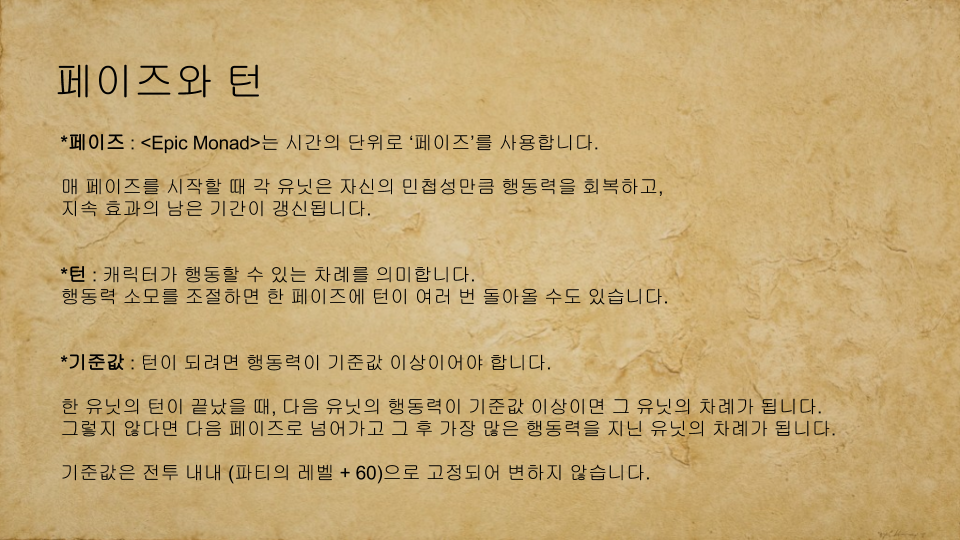 페이즈와 턴
*페이즈 : <Epic Monad>는 시간의 단위로 ‘페이즈’를 사용합니다.
매 페이즈를 시작할 때 각 유닛은 자신의 민첩성만큼 행동력을 회복하고,
지속 효과의 남은 기간이 갱신됩니다.
*턴 : 캐릭터가 행동할 수 있는 차례를 의미합니다.
행동력 소모를 조절하면 한 페이즈에 턴이 여러 번 돌아올 수도 있습니다.
*기준값 : 턴이 되려면 행동력이 기준값 이상이어야 합니다.
한 유닛의 턴이 끝났을 때, 다음 유닛의 행동력이 기준값 이상이면 그 유닛의 차례가 됩니다.
그렇지 않다면 다음 페이즈로 넘어가고 그 후 가장 많은 행동력을 지닌 유닛의 차례가 됩니다.
기준값은 전투 내내 (파티의 레벨 + 60)으로 고정되어 변하지 않습니다.